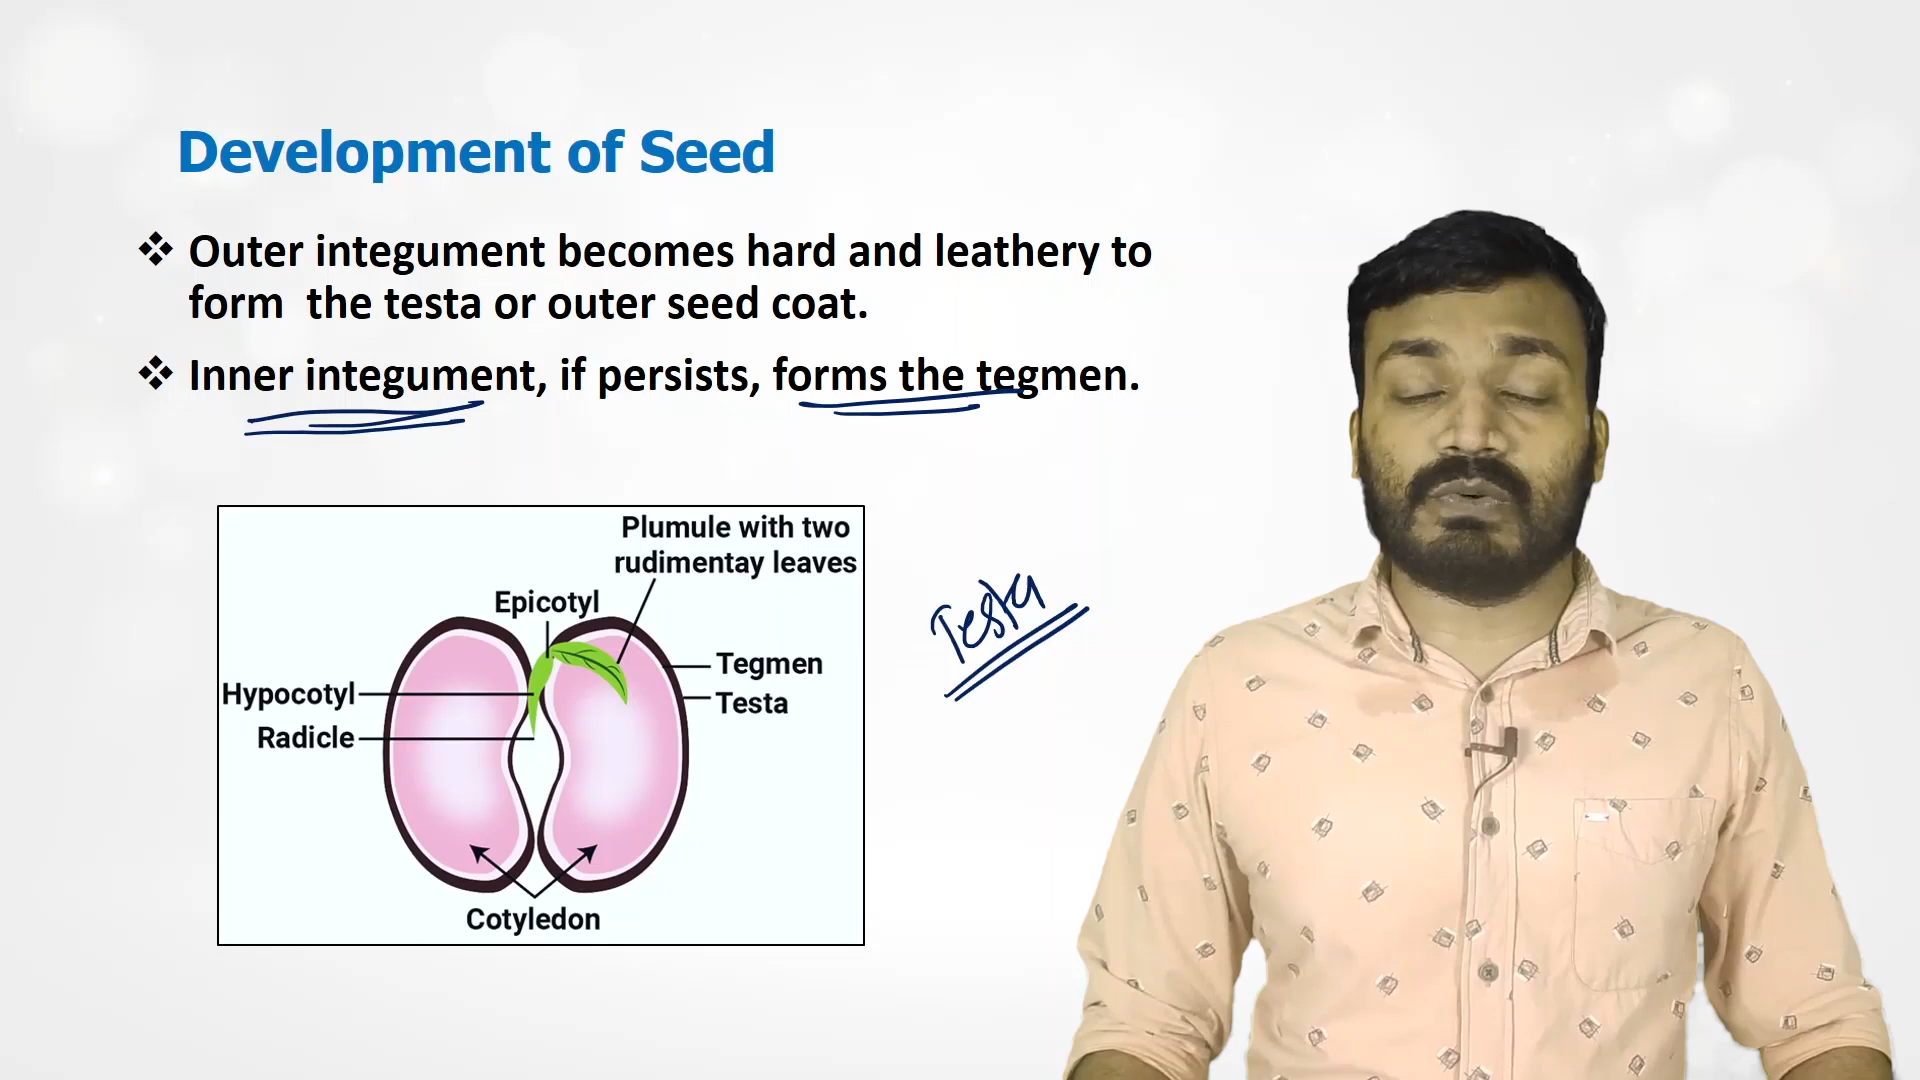 Development of Seed
❖ Outer integument becomes hard and leathery to
form the testa or outer seed coat.
❖ Inner integument, if persists, forms the tegmen.
Plumule with two
rudimentay leaves
Epicotyl
Tegmen
Hypocotyl
Testa
Radicle
Cotyledon
Testa